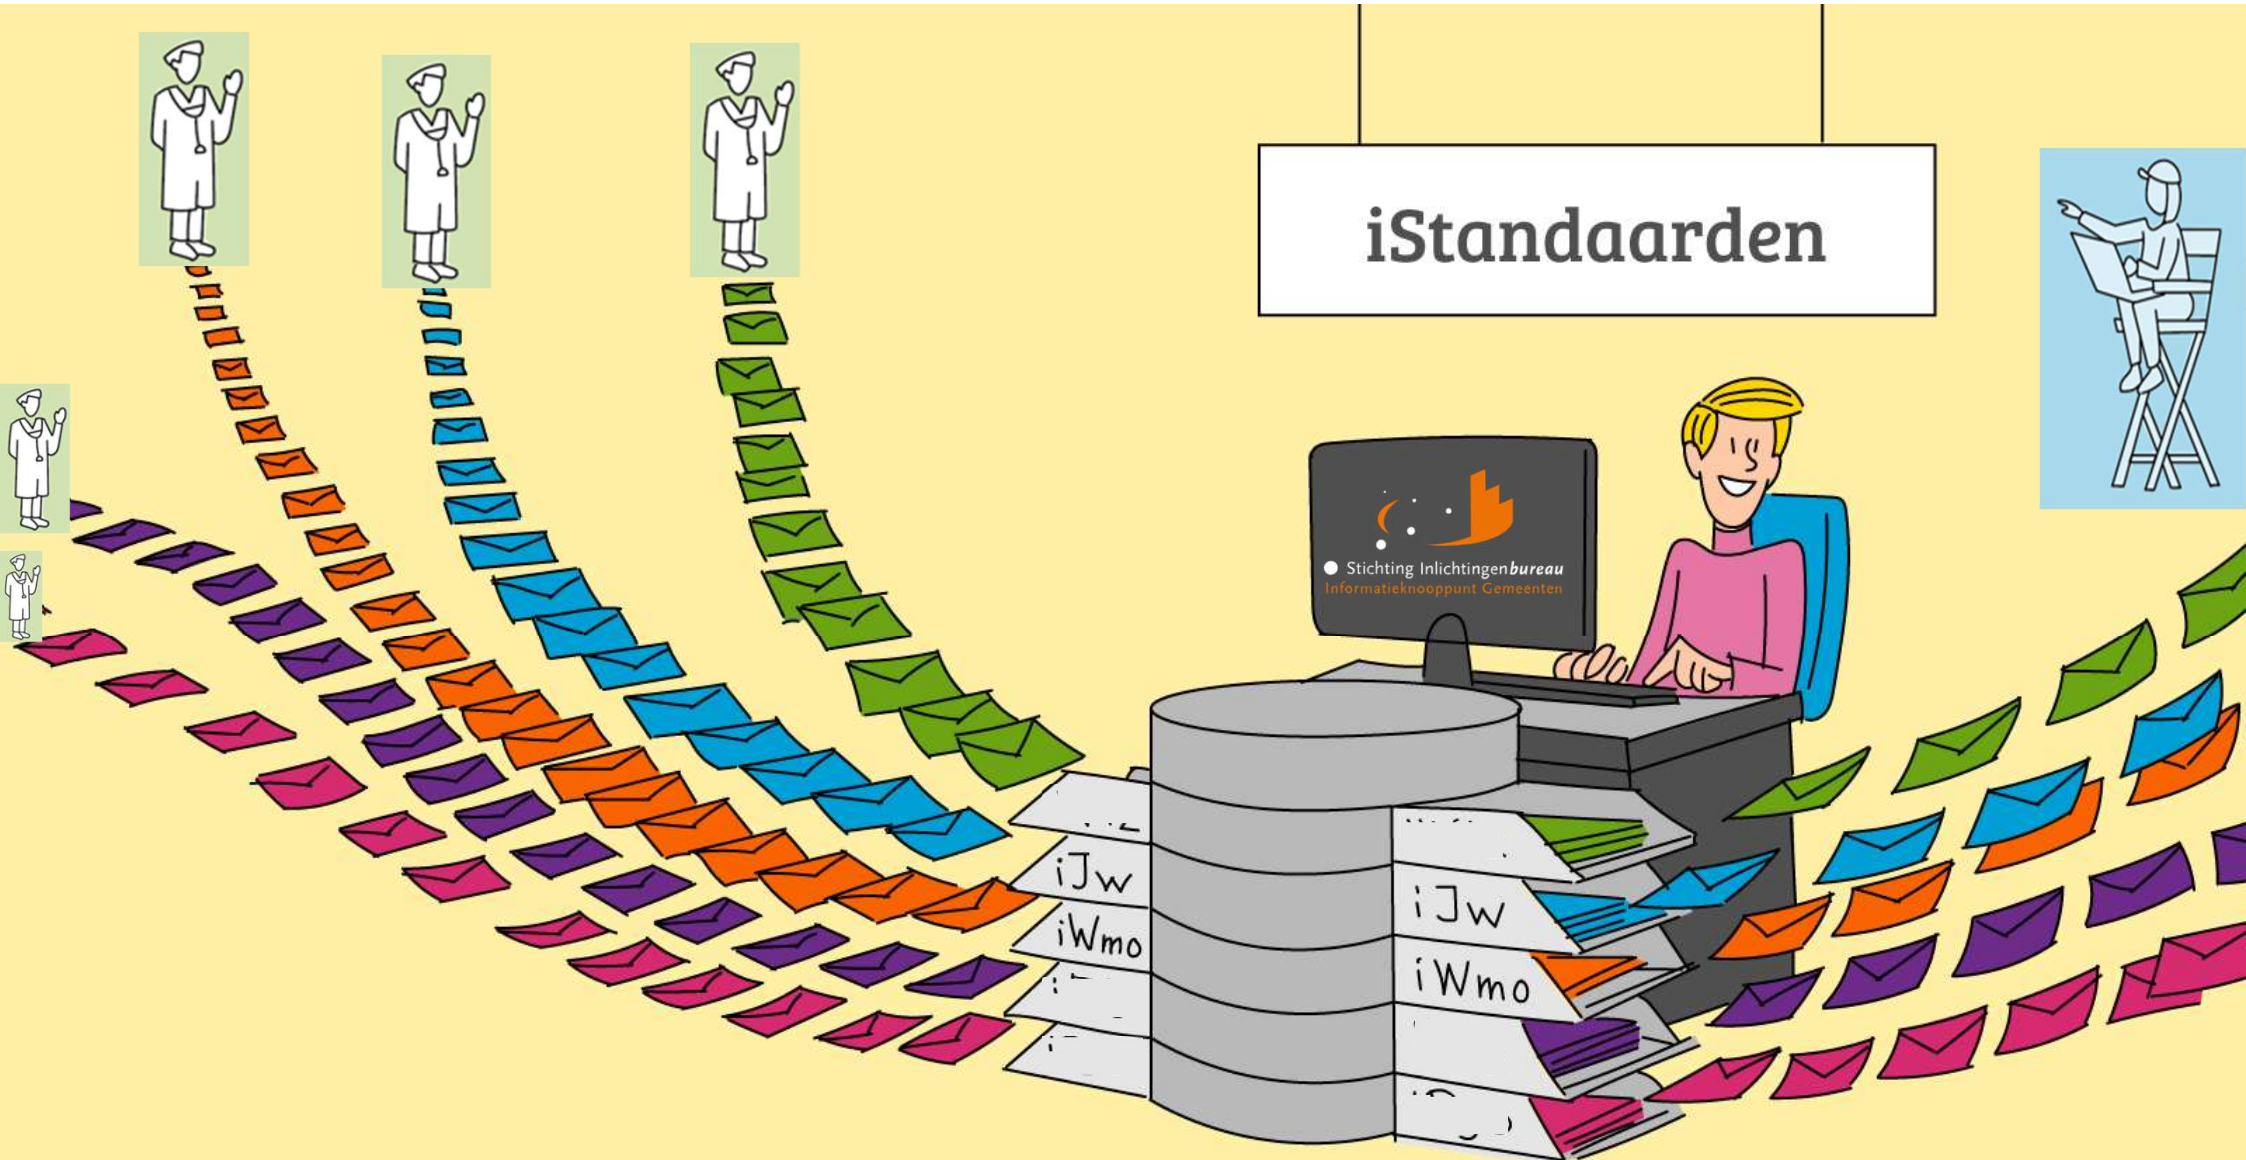 iStandaarden
Stichting Inlichtingenbureau
Informatieknooppunt Gemeenten
iJw
iWmo
iJw
iWmo